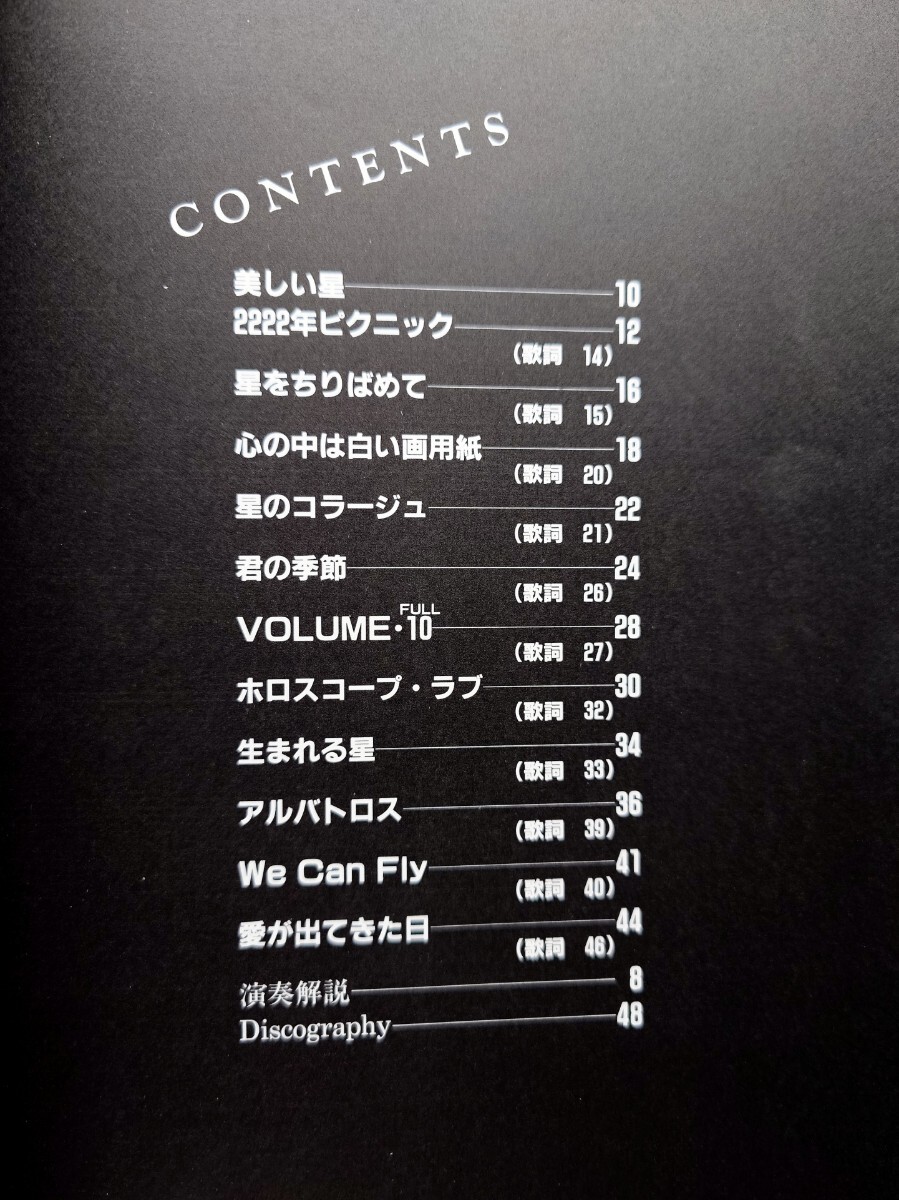 CONTENTS
美しい星 10
2222年ピクニック 12
(歌詞 14)
星をちりばめて 16
(歌詞 15)
心の中は白い画用紙 18
(歌詞 20)
星のコラージュ 22
(歌詞 21)
君の季節 24
(歌詞 26)
FULL
VOLUME・10 28
(歌詞 27)
ホロスコープ・ラブ 30
(歌詞 32)
生まれる星 34
(歌詞 33)
アルバトロス 36
(歌詞 39)
We Can Fly 41
(歌詞 40)
愛が出てきた日 44
(歌詞 46)
演奏解説 8
Discography 48